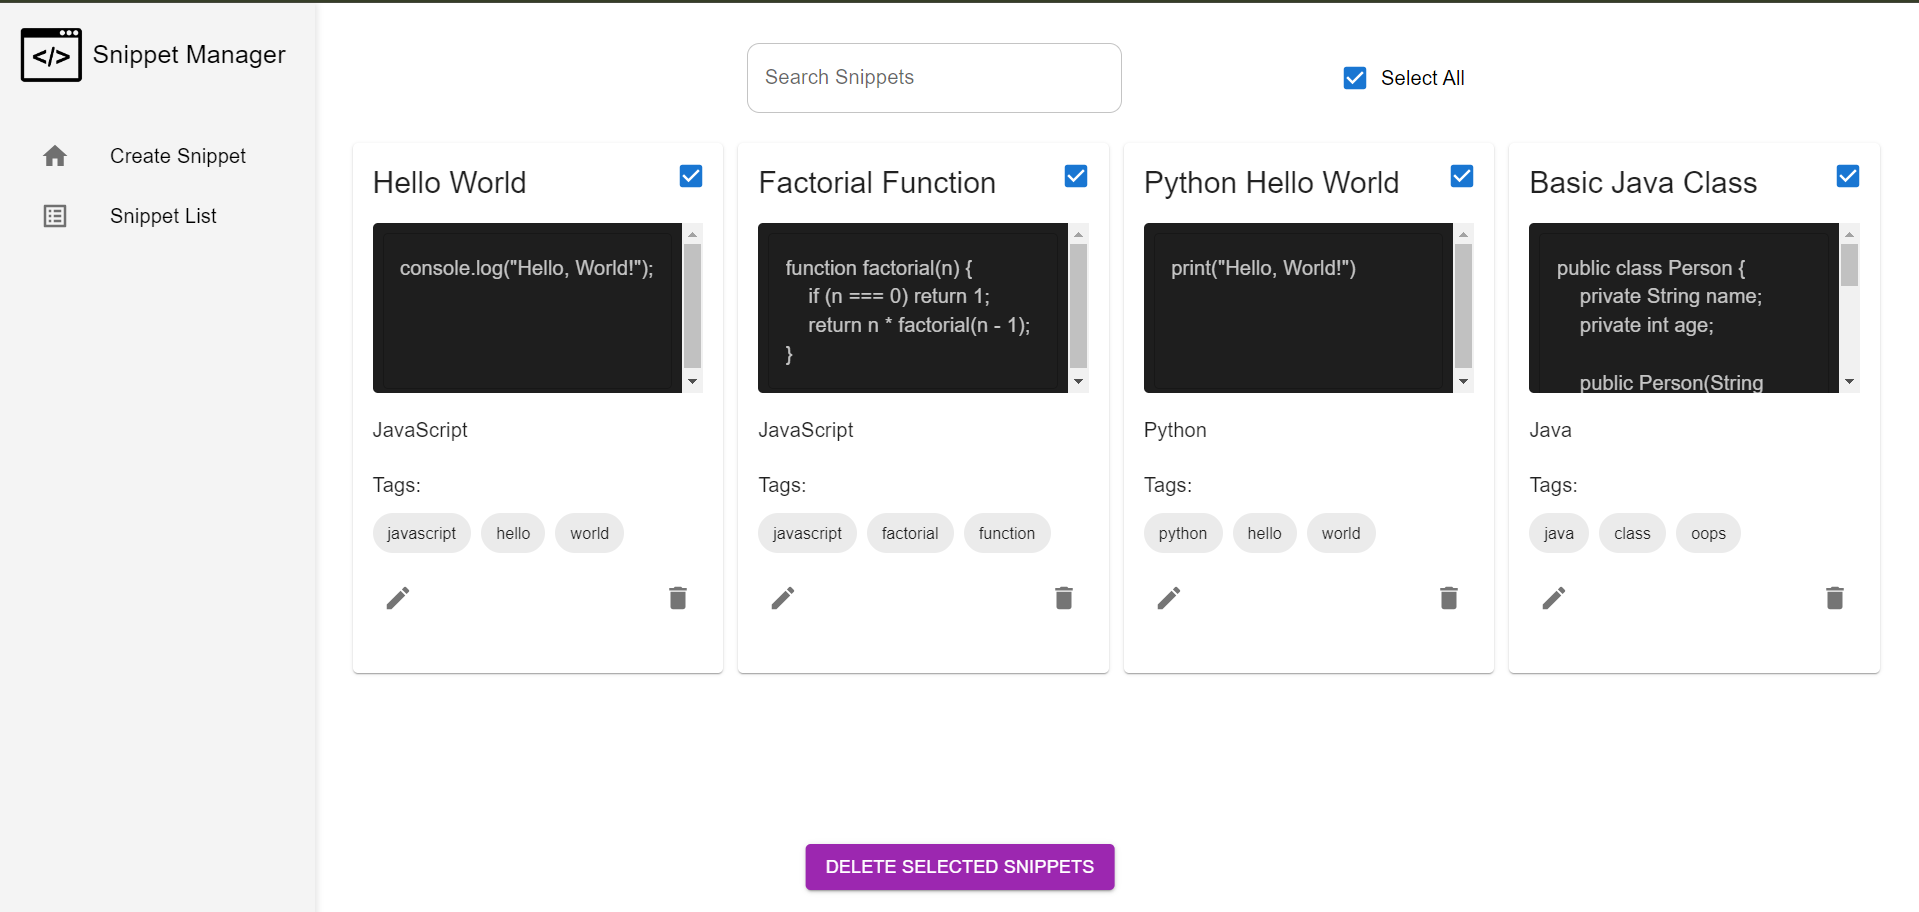 </> Snippet Manager
Create Snippet
Snippet List
Search Snippets
Select All
Hello World
console.log("Hello, World!");
JavaScript
Tags:
javascript hello world
Factorial Function
function factorial(n) {
    if (n === 0) return 1;
    return n * factorial(n - 1);
}
JavaScript
Tags:
javascript factorial function
Python Hello World
print("Hello, World!")
Python
Tags:
python hello world
Basic Java Class
public class Person {
    private String name;
    private int age;
    public Person(String
Java
Tags:
java class oops
DELETE SELECTED SNIPPETS